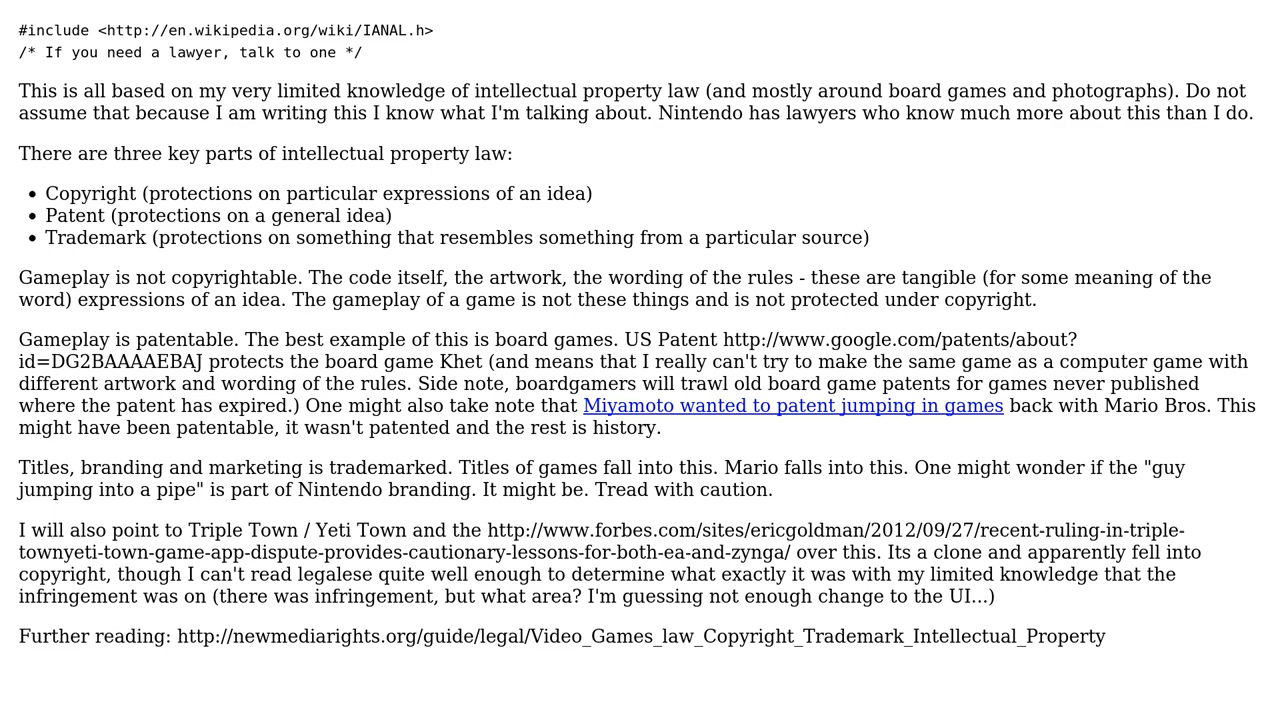 #include <http://en.wikipedia.org/wiki/IANAL.h>
/* If you need a lawyer, talk to one */
This is all based on my very limited knowledge of intellectual property law (and mostly around board games and photographs). Do not
assume that because I am writing this I know what I'm talking about. Nintendo has lawyers who know much more about this than I do.
There are three key parts of intellectual property law:
• Copyright (protections on particular expressions of an idea)
• Patent (protections on a general idea)
• Trademark (protections on something that resembles something from a particular source)
Gameplay is not copyrightable. The code itself, the artwork, the wording of the rules - these are tangible (for some meaning of the
word) expressions of an idea. The gameplay of a game is not these things and is not protected under copyright.
Gameplay is patentable. The best example of this is board games. US Patent http://www.google.com/patents/about?
id=DG2BAAAAEBAJ protects the board game Khet (and means that I really can't try to make the same game as a computer game with
different artwork and wording of the rules. Side note, boardgamers will trawl old board game patents for games never published
where the patent has expired.) One might also take note that Miyamoto wanted to patent jumping in games back with Mario Bros. This
might have been patentable, it wasn't patented and the rest is history.
Titles, branding and marketing is trademarked. Titles of games fall into this. Mario falls into this. One might wonder if the "guy
jumping into a pipe" is part of Nintendo branding. It might be. Tread with caution.
I will also point to Triple Town / Yeti Town and the http://www.forbes.com/sites/ericgoldman/2012/09/27/recent-ruling-in-triple-
townyeti-town-game-app-dispute-provides-cautionary-lessons-for-both-ea-and-zynga/ over this. Its a clone and apparently fell into
copyright, though I can't read legalese quite well enough to determine what exactly it was with my limited knowledge that the
infringement was on (there was infringement, but what area? I'm guessing not enough change to the UI...)
Further reading: http://newmediarights.org/guide/legal/Video_Games_law_Copyright_Trademark_Intellectual_Property